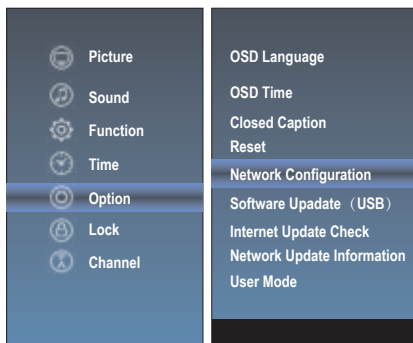 Picture
Sound
Function
Time
Option
Lock
Channel
OSD Language
OSD Time
Closed Caption
Reset
Network Configuration
Software Upadate（USB）
Internet Update Check
Network Update Information
User Mode